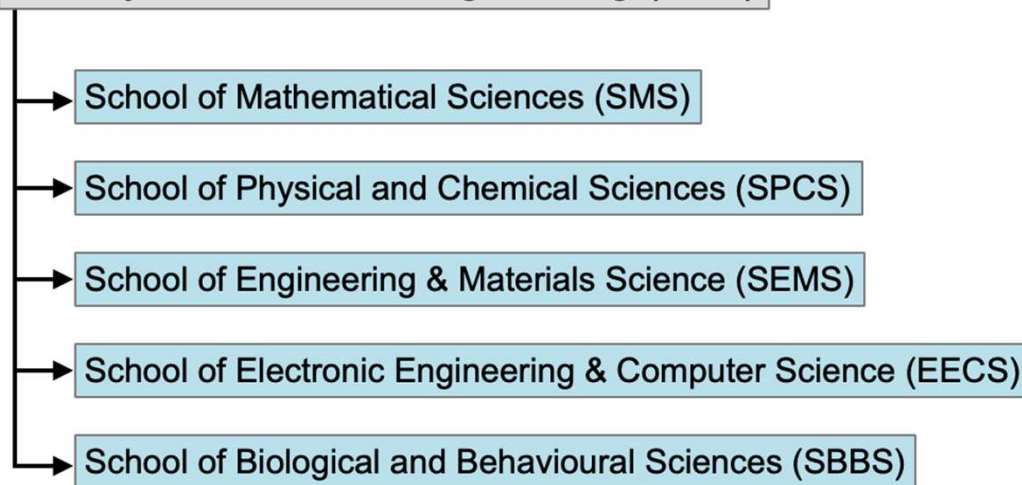 School of Mathematical Sciences (SMS)
School of Physical and Chemical Sciences (SPCS)
School of Engineering & Materials Science (SEMS)
School of Electronic Engineering & Computer Science (EECS)
School of Biological and Behavioural Sciences (SBBS)